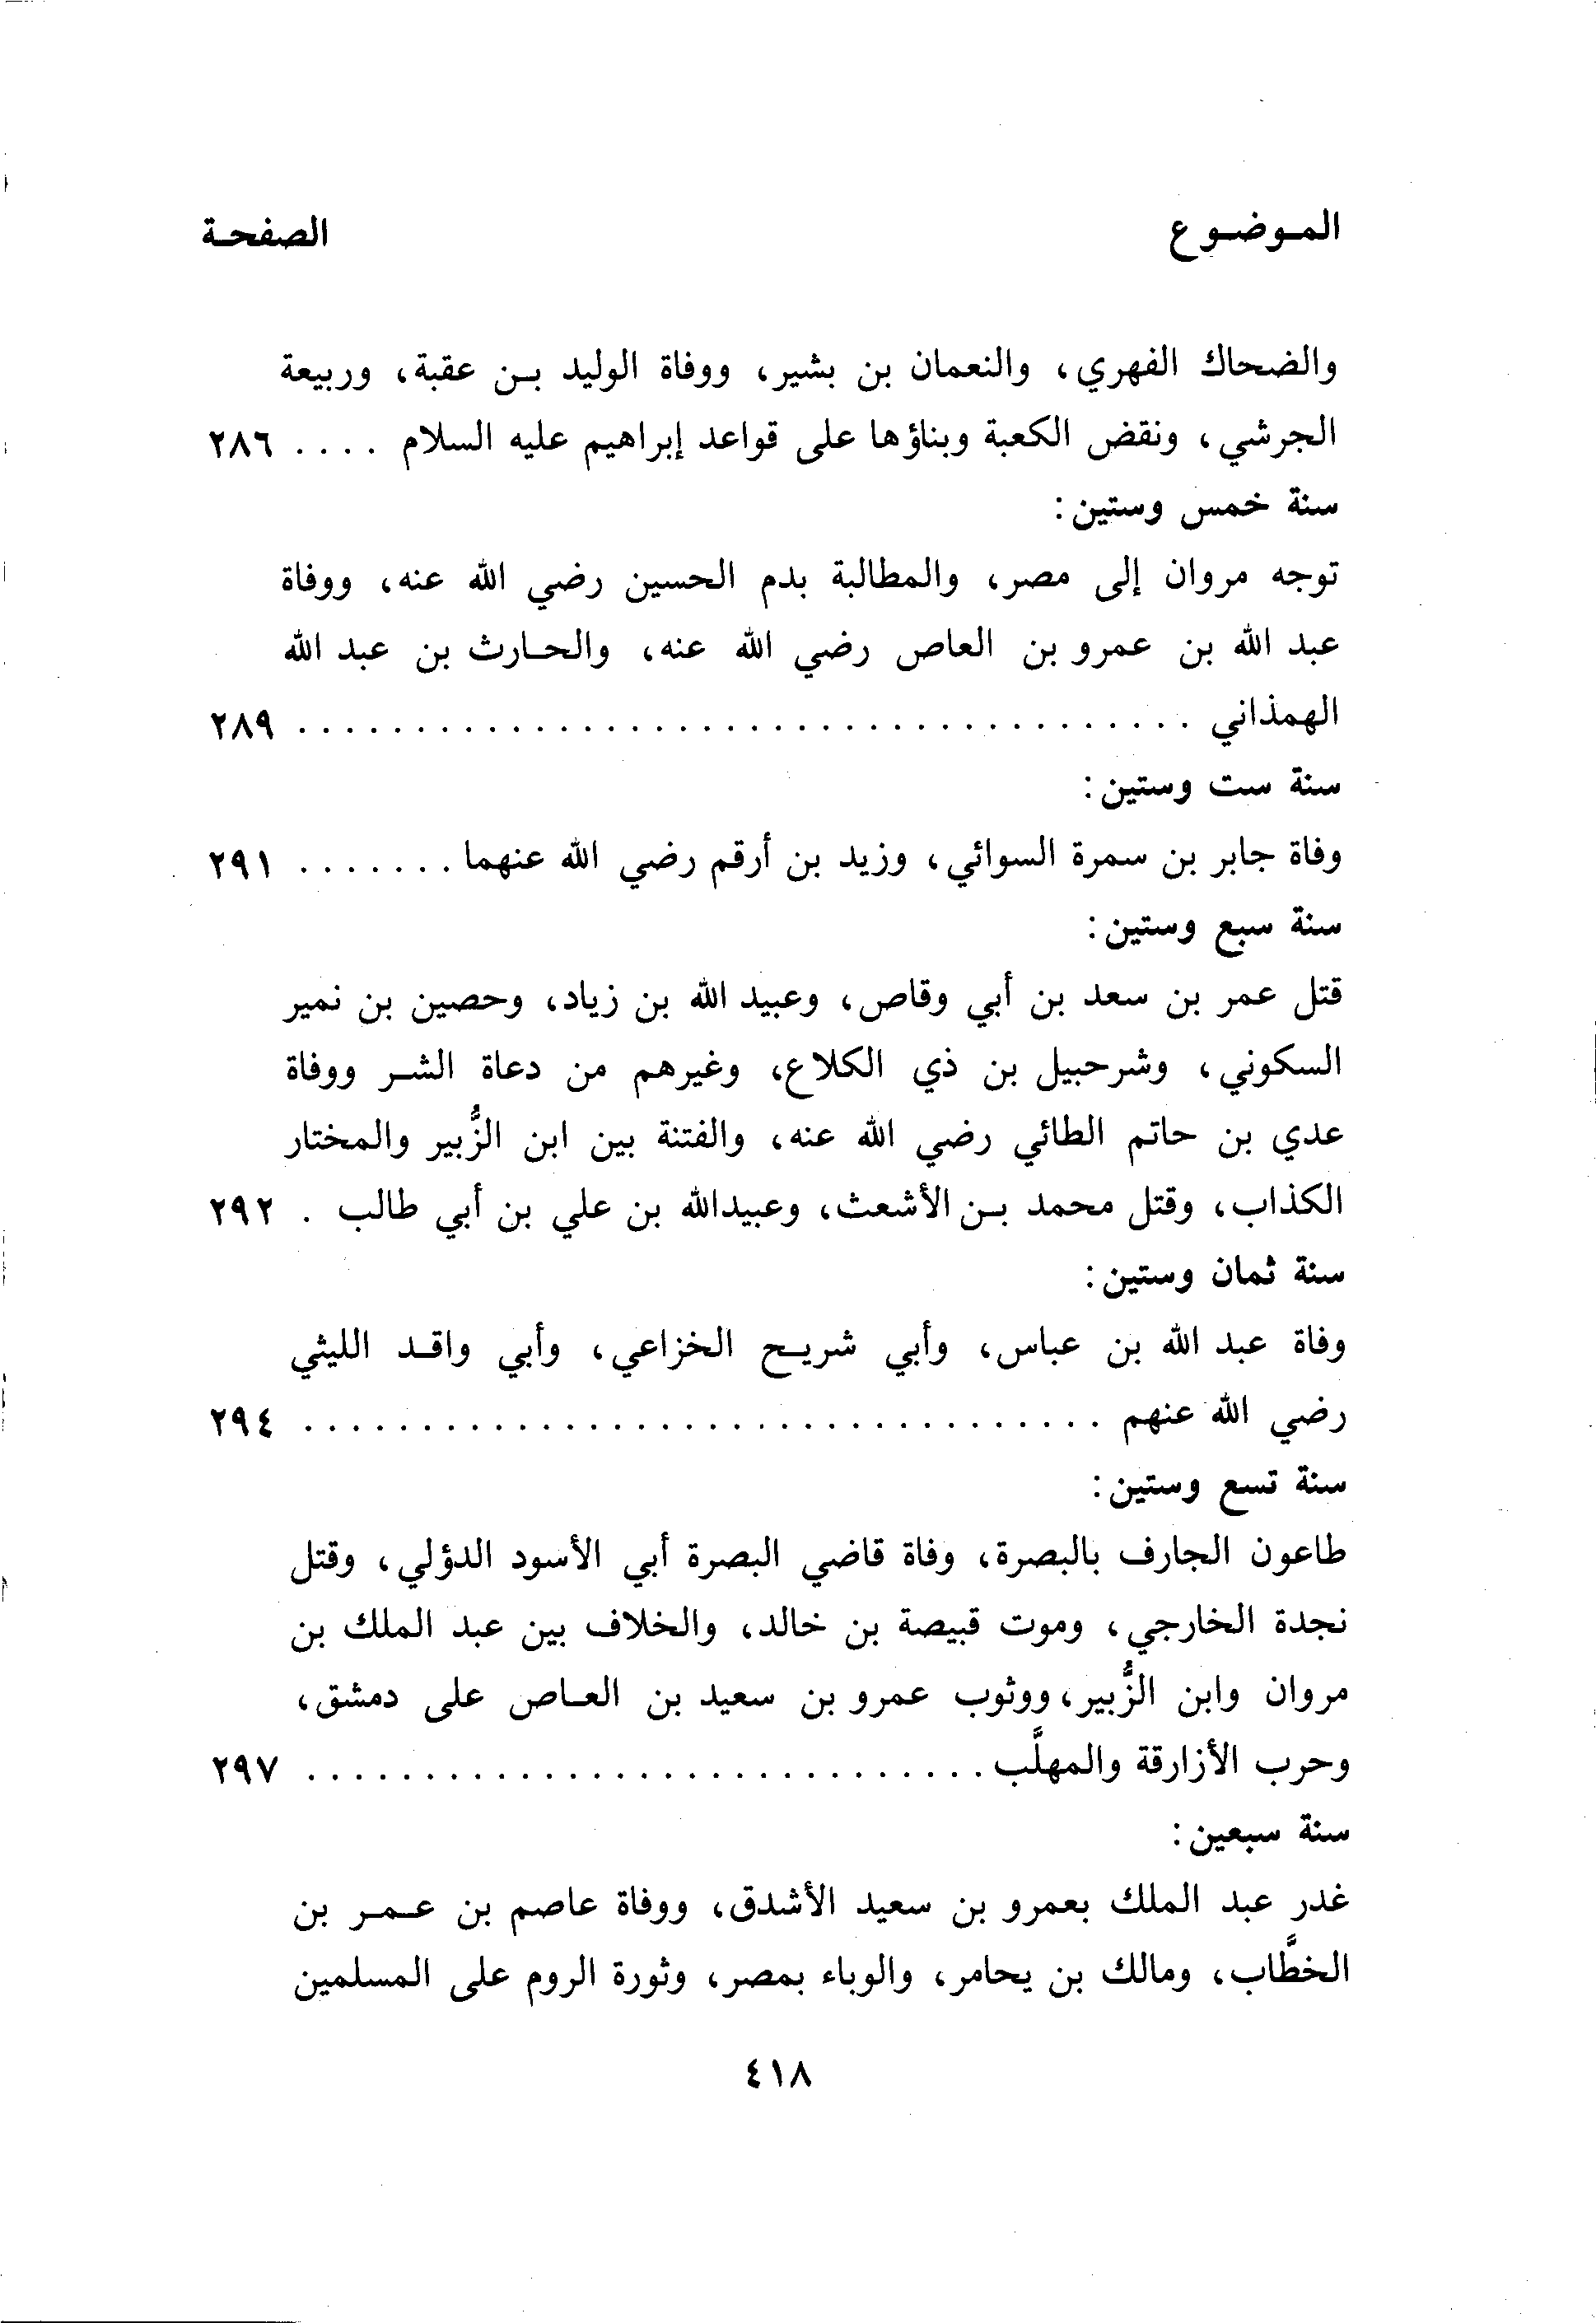 الموضوع الصفحة
والضحاك الفهري، والنعمان بن بشير، ووفاة الوليد بن عقبة، وربيعة
الجرشي، ونقض الكعبة وبناؤها على قواعد إبراهيم عليه السلام . . . . ٢٨٦
سنة خمس وستين:
توجه مروان إلى مصر، والمطالبة بدم الحسين رضي الله عنه، ووفاة
عبد الله بن عمرو بن العاص رضي الله عنه، والحارث بن عبد الله
الهمذاني . . . . . . . . . . . . . . . . . . . . . . . . . . . . . . . . . . . . . . ٢٨٩
سنة ست وستين:
وفاة جابر بن سمرة السوائي، وزيد بن أرقم رضي الله عنهما . . . . . . . ٢٩١
سنة سبع وستين:
قتل عمر بن سعد بن أبي وقاص، وعبيد الله بن زياد، وحصين بن نمير
السكوني، وشرحبيل بن ذي الكلاع، وغيرهم من دعاة الشر ووفاة
عدي بن حاتم الطائي رضي الله عنه، والفتنة بين ابن الزُّبير والمختار
الكذاب، وقتل محمد بن الأشعث، وعبيدالله بن علي بن أبي طالب . ٢٩٢
سنة ثمان وستين:
وفاة عبد الله بن عباس، وأبي شريح الخزاعي، وأبي واقد الليثي
رضي الله عنهم . . . . . . . . . . . . . . . . . . . . . . . . . . . . . . . . . . ٢٩٤
سنة تسع وستين:
طاعون الجارف بالبصرة، وفاة قاضي البصرة أبي الأسود الدؤلي، وقتل
نجدة الخارجي، وموت قبيصة بن خالد، والخلاف بين عبد الملك بن
مروان وابن الزُّبير، ووثوب عمرو بن سعيد بن العاص على دمشق،
وحرب الأزارقة والمهلَّب . . . . . . . . . . . . . . . . . . . . . . . . . . . . . ٢٩٧
سنة سبعين:
غدر عبد الملك بعمرو بن سعيد الأشدق، ووفاة عاصم بن عمر بن
الخطَّاب، ومالك بن يحامر، والوباء بمصر، وثورة الروم على المسلمين
٤١٨